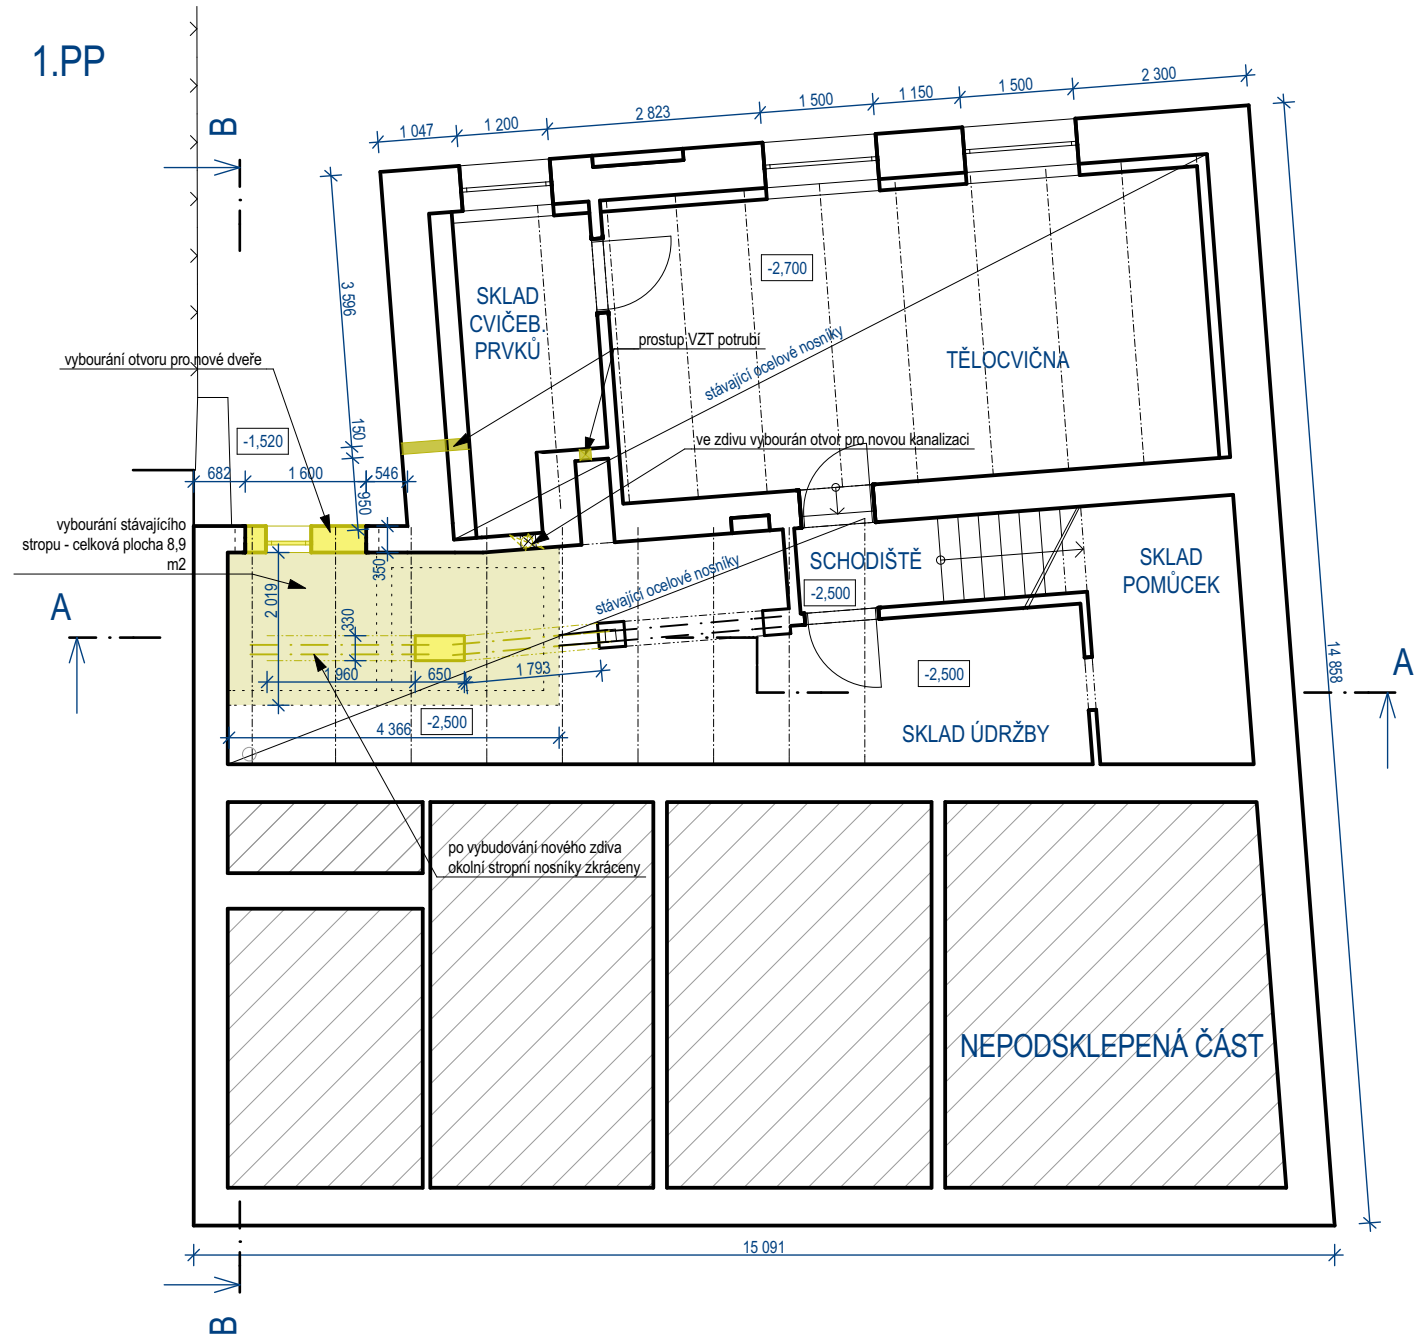 1.PP
B
1 047
1 200
2 823
1 500
1 150
1 500
2 300
3 596
-2,700
SKLAD
CVIČEB.
PRVKŮ
prostup VZT potrubí
stávající ocelové nosníky
TĚLOCVIČNA
vybourání otvoru pro nové dveře
150
-1,520
ve zdivu vybourán otvor pro novou kanalizaci
682
1 600
546
950
vybourání stávajícího
stropu - celková plocha 8,9
m2
350
SCHODIŠTĚ
SKLAD
POMŮCEK
stávající ocelové nosníky
-2,500
A
2 019
330
1 960
650
1 793
-2,500
14 858
A
4 366
-2,500
SKLAD ÚDRŽBY
po vybudování nového zdiva
okolní stropní nosníky zkráceny
NEPODSKLEPENÁ ČÁST
15 091
B